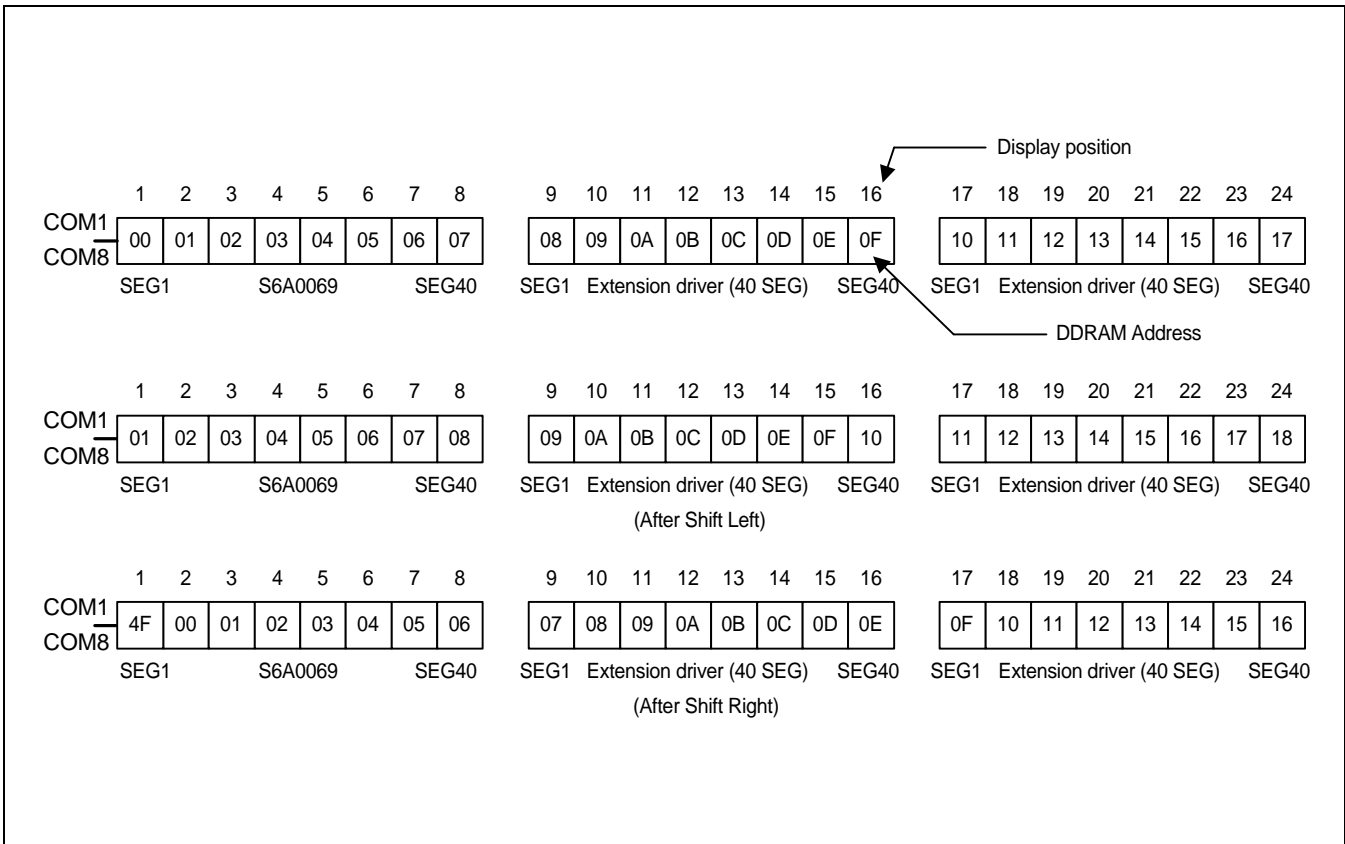 Display position
1 2 3 4 5 6 7 8 9 10 11 12 13 14 15 16 17 18 19 20 21 22 23 24
COM1
00 01 02 03 04 05 06 07 08 09 0A 0B 0C 0D 0E 0F 10 11 12 13 14 15 16 17
COM8
SEG1 S6A0069 SEG40 SEG1 Extension driver (40 SEG) SEG40 SEG1 Extension driver (40 SEG) SEG40
DDRAM Address
1 2 3 4 5 6 7 8 9 10 11 12 13 14 15 16 17 18 19 20 21 22 23 24
COM1
01 02 03 04 05 06 07 08 09 0A 0B 0C 0D 0E 0F 10 11 12 13 14 15 16 17 18
COM8
SEG1 S6A0069 SEG40 SEG1 Extension driver (40 SEG) SEG40 SEG1 Extension driver (40 SEG) SEG40
(After Shift Left)
1 2 3 4 5 6 7 8 9 10 11 12 13 14 15 16 17 18 19 20 21 22 23 24
COM1
4F 00 01 02 03 04 05 06 07 08 09 0A 0B 0C 0D 0E 0F 10 11 12 13 14 15 16
COM8
SEG1 S6A0069 SEG40 SEG1 Extension driver (40 SEG) SEG40 SEG1 Extension driver (40 SEG) SEG40
(After Shift Right)